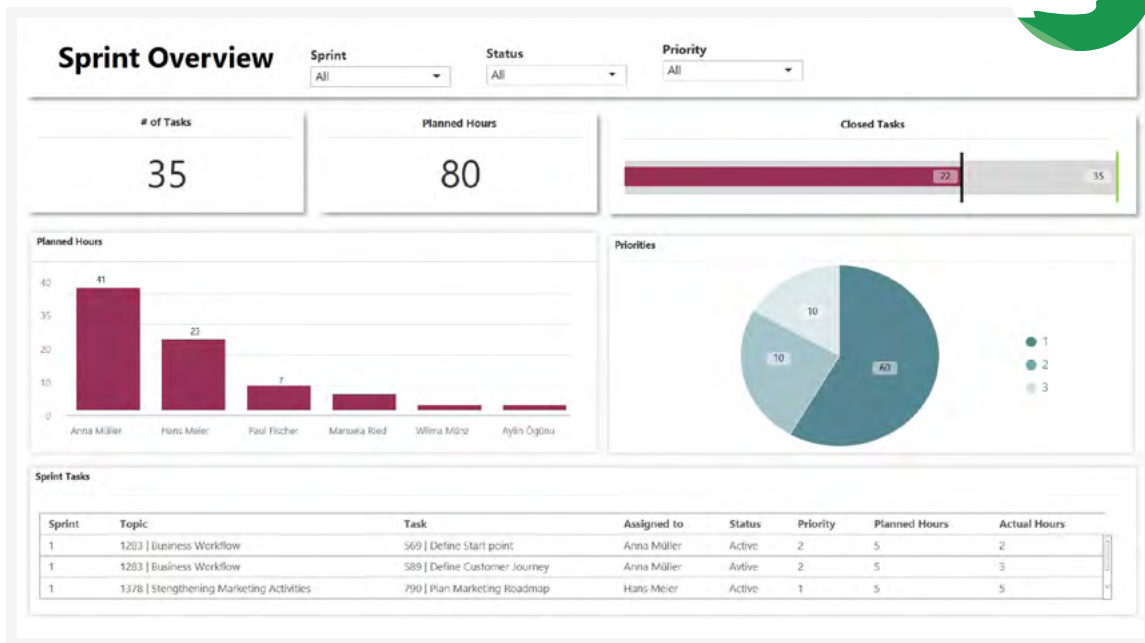 Sprint Overview
Sprint Status Priority
All All All
# of Tasks Planned Hours Closed Tasks
35 80 22 35
Planned Hours
40
35
20
10
0
41
23
7
Anna Müller Hans Meier Paul Fischer Manuela Ried Wilma Münz Aylin Ögünü
Priorities
10
10
60
1
2
3
Sprint Tasks
Sprint Topic Task Assigned to Status Priority Planned Hours Actual Hours
1 1283 | Business Workflow 569 | Define Start point Anna Müller Active 2 5 2
1 1283 | Business Workflow 589 | Define Customer Journey Anna Müller Avtive 2 5 3
1 1378 | Stengthening Marketing Activities 790 | Plan Marketing Roadmap Hans Meier Active 1 5 5